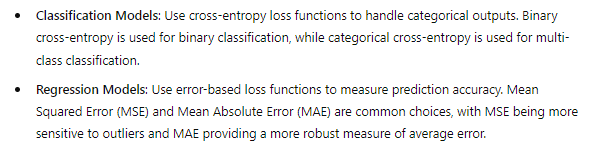 • Classification Models: Use cross-entropy loss functions to handle categorical outputs. Binary
cross-entropy is used for binary classification, while categorical cross-entropy is used for multi-
class classification.
• Regression Models: Use error-based loss functions to measure prediction accuracy. Mean
Squared Error (MSE) and Mean Absolute Error (MAE) are common choices, with MSE being more
sensitive to outliers and MAE providing a more robust measure of average error.